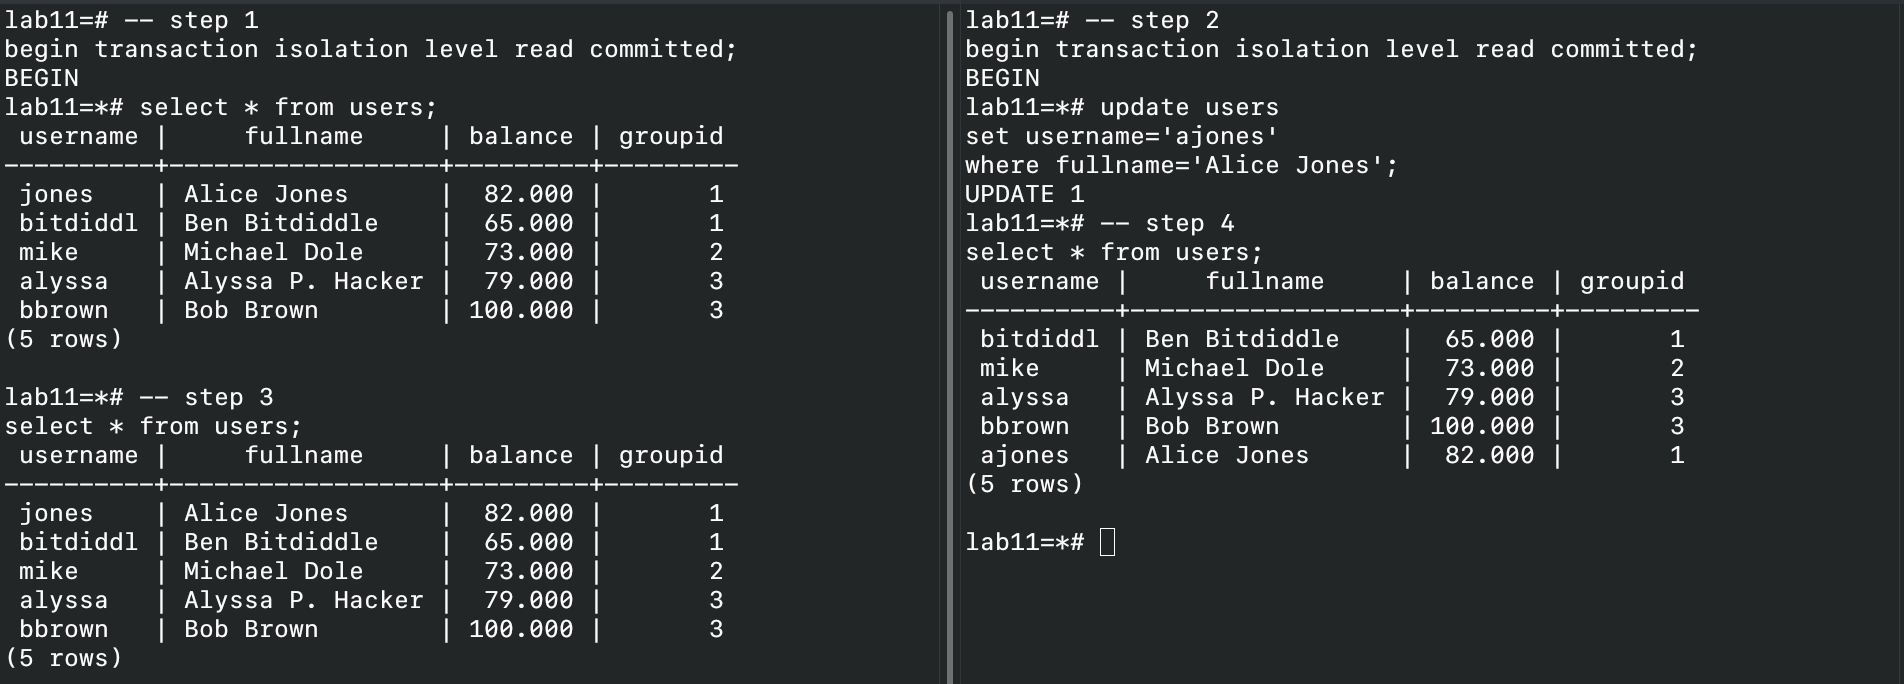 lab11=# -- step 1
begin transaction isolation level read committed;
BEGIN
lab11=*# select * from users;
 username |     fullname     | balance | groupid
----------+------------------+---------+---------
 jones    | Alice Jones      |  82.000 |       1
 bitdiddl | Ben Bitdiddle    |  65.000 |       1
 mike     | Michael Dole     |  73.000 |       2
 alyssa   | Alyssa P. Hacker |  79.000 |       3
 bbrown   | Bob Brown        | 100.000 |       3
(5 rows)

lab11=*# -- step 3
select * from users;
 username |     fullname     | balance | groupid
----------+------------------+---------+---------
 jones    | Alice Jones      |  82.000 |       1
 bitdiddl | Ben Bitdiddle    |  65.000 |       1
 mike     | Michael Dole     |  73.000 |       2
 alyssa   | Alyssa P. Hacker |  79.000 |       3
 bbrown   | Bob Brown        | 100.000 |       3
(5 rows)

lab11=# -- step 2
begin transaction isolation level read committed;
BEGIN
lab11=*# update users
set username='ajones'
where fullname='Alice Jones';
UPDATE 1
lab11=*# -- step 4
select * from users;
 username |     fullname     | balance | groupid
----------+------------------+---------+---------
 bitdiddl | Ben Bitdiddle    |  65.000 |       1
 mike     | Michael Dole     |  73.000 |       2
 alyssa   | Alyssa P. Hacker |  79.000 |       3
 bbrown   | Bob Brown        | 100.000 |       3
 ajones   | Alice Jones      |  82.000 |       1
(5 rows)

lab11=*#